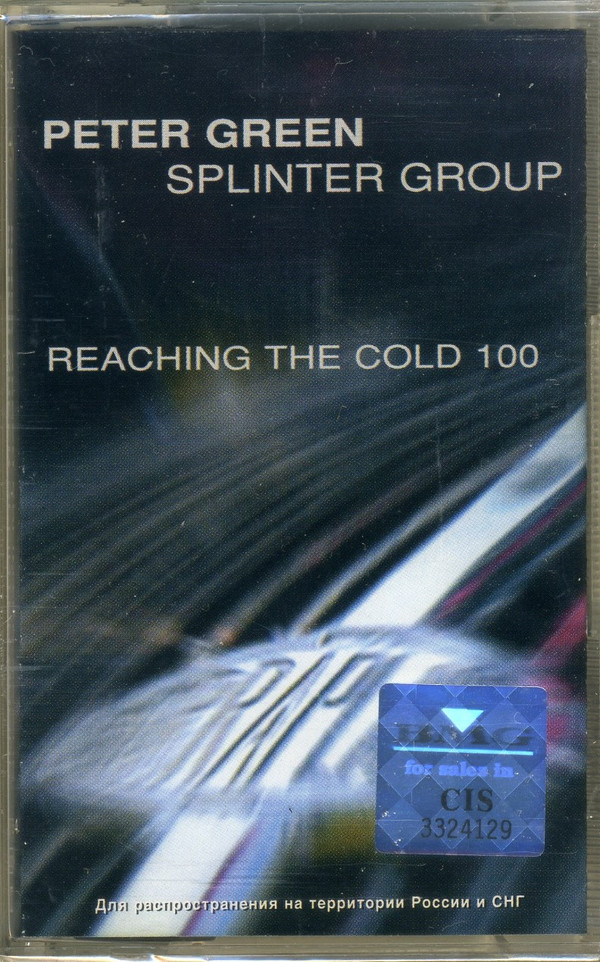 PETER GREEN
SPLINTER GROUP
REACHING THE COLD 100
for sales in
CIS
3324129
Для распространения на территории России и СНГ